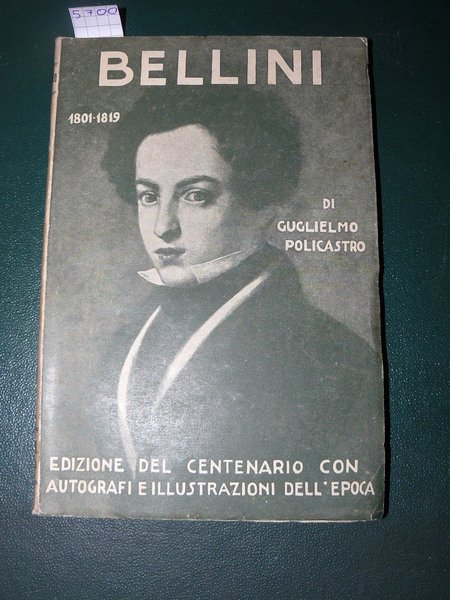 5700
BELLINI
1801-1819
DI
GUGLIELMO
POLICASTRO
EDIZIONE DEL CENTENARIO CON
AUTOGRAFI E ILLUSTRAZIONI DELL'EPOCA